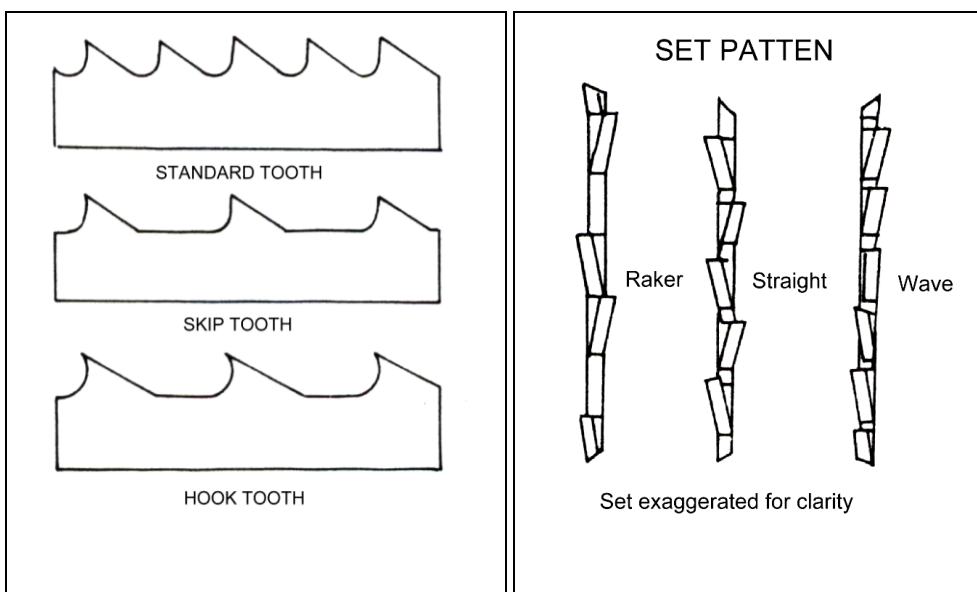 STANDARD TOOTH
SKIP TOOTH
HOOK TOOTH
SET PATTEN
Raker
Straight
Wave
Set exaggerated for clarity